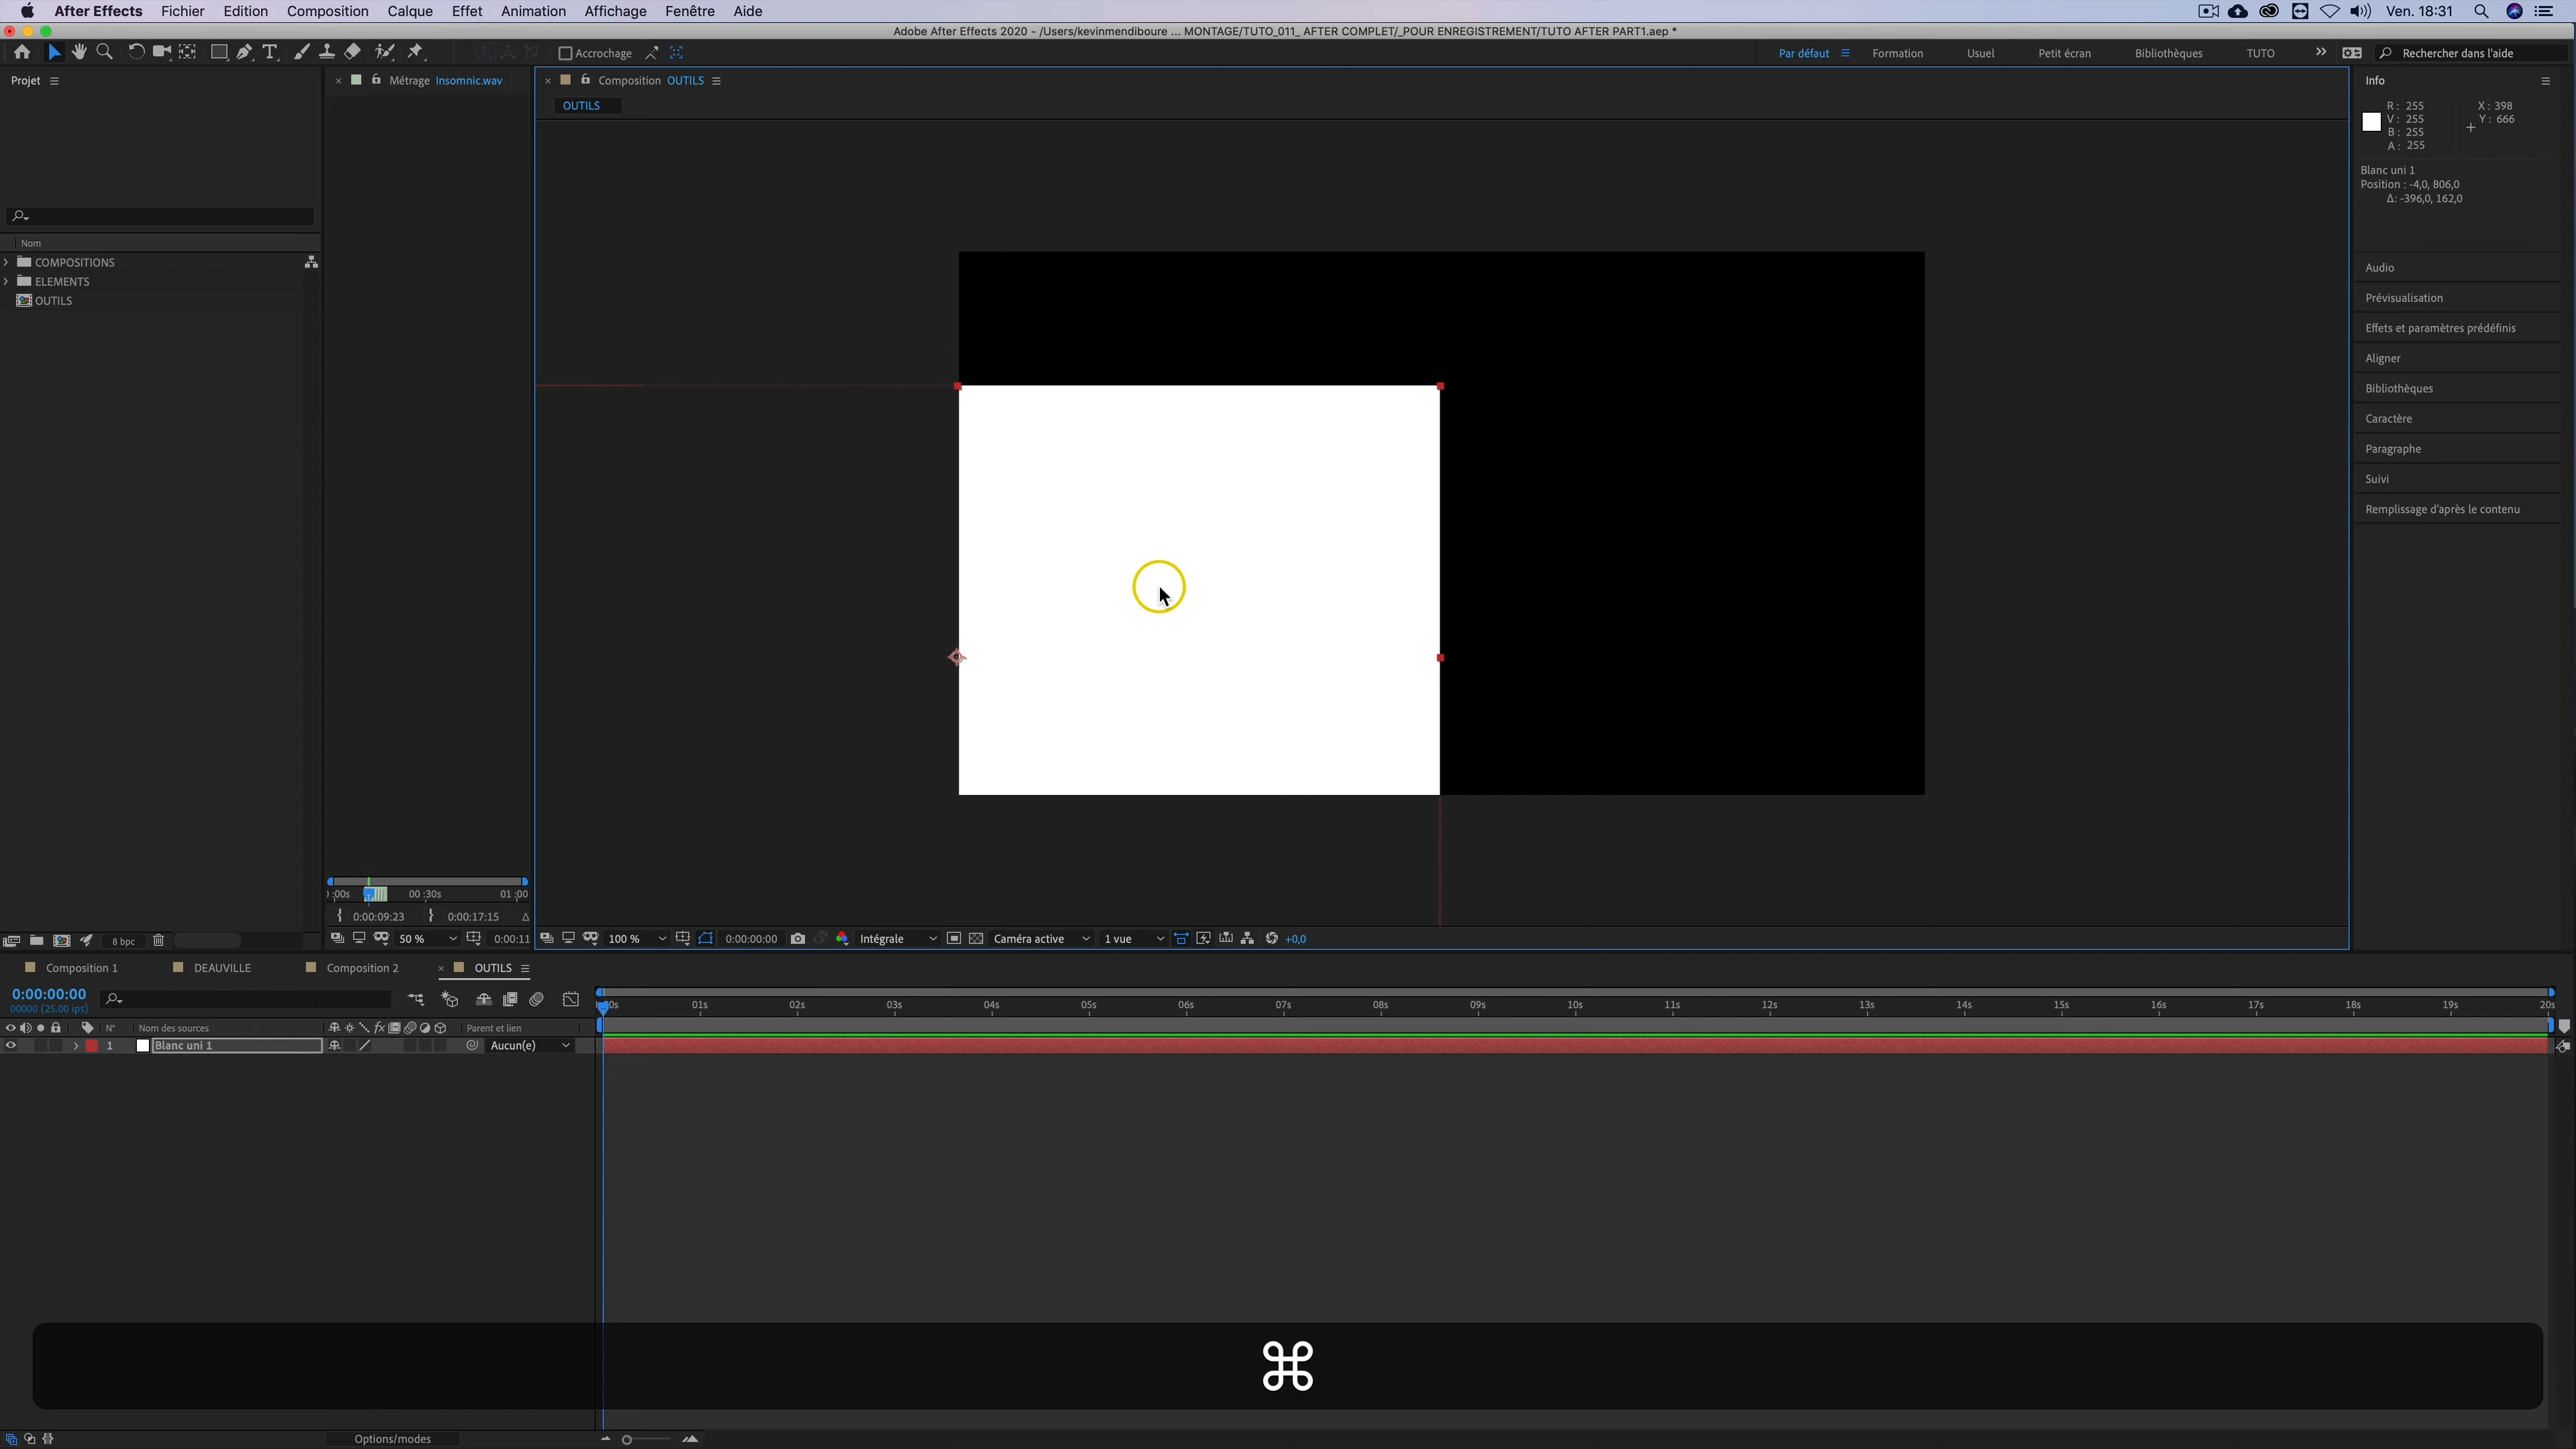 After Effects Fichier Edition Composition Calque Effet Animation Affichage Fenêtre Aide Ven. 18:31
Adobe After Effects 2020 - /Users/kevinmendiboure ... MONTAGE/TUTO_011_ AFTER COMPLET/_POUR ENREGISTREMENT/TUTO AFTER PART1.aep *
Accrochage Par défaut Formation Usuel Petit écran Bibliothèques TUTO Rechercher dans l'aide
Projet Métrage Insomnic.wav Composition OUTILS Info
OUTILS
R : 255 X : 398
V : 255 Y : 666
B : 255
A : 255
Blanc uni 1
Position : -4,0, 806,0
Δ: -396,0, 162,0
Nom
COMPOSITIONS
ELEMENTS
OUTILS
Audio
Prévisualisation
Effets et paramètres prédéfinis
Aligner
Bibliothèques
Caractère
Paragraphe
Suivi
Remplissage d'après le contenu
:00s 00 :30s 01 :00
0:00:09:23 0:00:17:15 Δ
8 bpc 50 % 0:00:11 100 % 0:00:00:00 Intégrale Caméra active 1 vue +0,0
Composition 1 DEAUVILLE Composition 2 OUTILS
0:00:00:00
00000 (25.00 ips)
00s 01s 02s 03s 04s 05s 06s 07s 08s 09s 10s 11s 12s 13s 14s 15s 16s 17s 18s 19s 20s
N° Nom des sources Parent et lien
1 Blanc uni 1 Aucun(e)
⌘
Options/modes